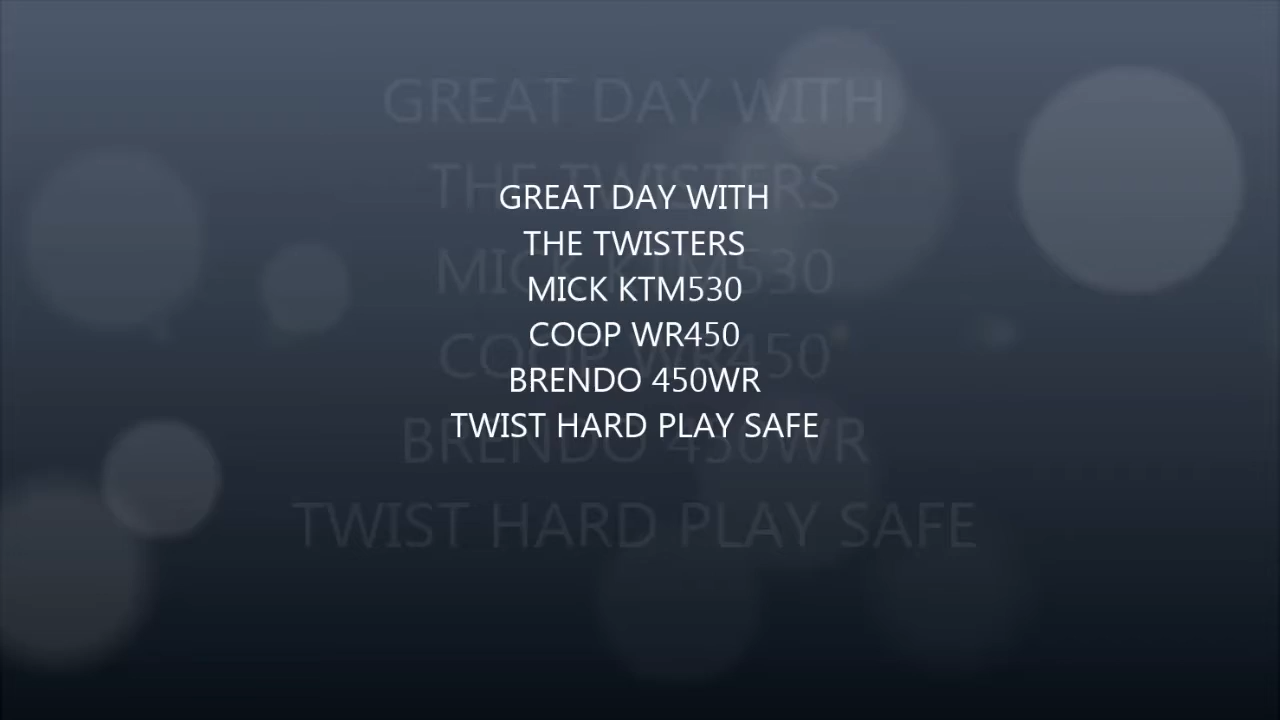 GREAT DAY WITH
THE TWISTERS
MICK KTM530
COOP WR450
BRENDO 450WR
TWIST HARD PLAY SAFE